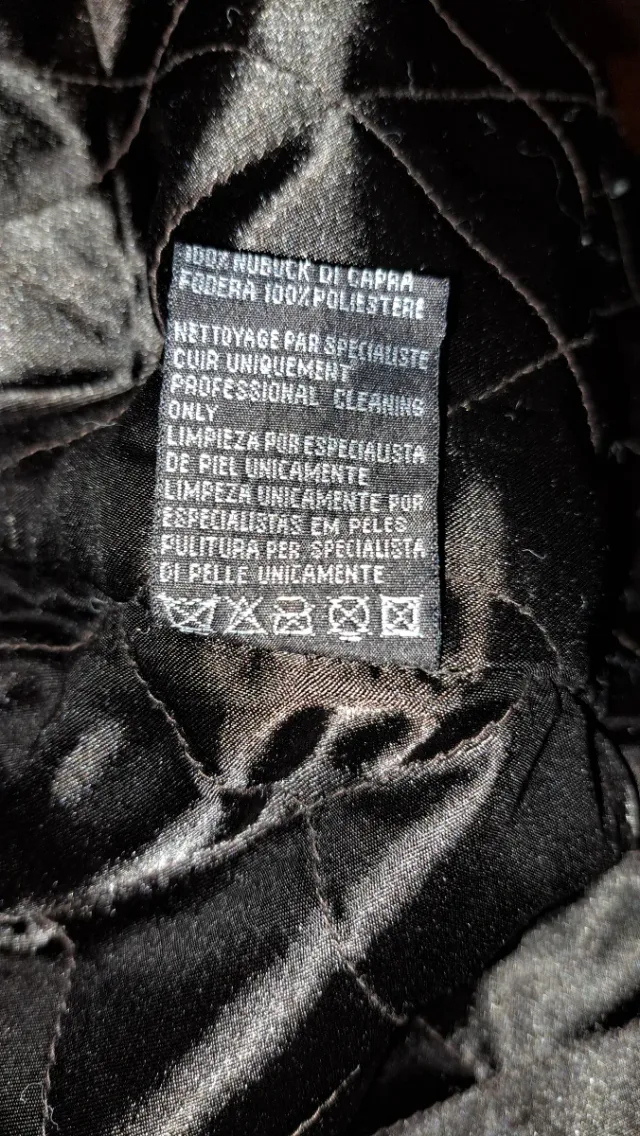 100% NUBUCK DI CAPRA
FODERA 100% POLIESTERE
NETTOYAGE PAR SPECIALISTE
CUIR UNIQUEMENT
PROFESSIONAL CLEANING
ONLY
LIMPIEZA POR ESPECIALISTA
DE PIEL UNICAMENTE
LIMPEZA UNICAMENTE POR
ESPECIALISTAS EM PELES
PULITURA PER SPECIALISTA
DI PELLE UNICAMENTE